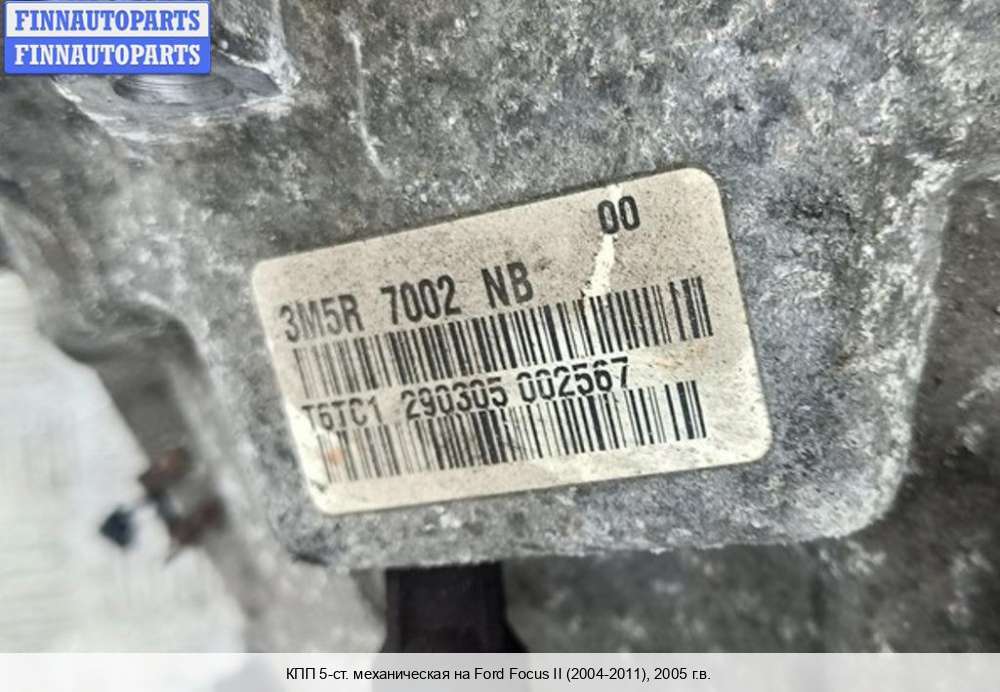 FINNAUTOPARTS
FINNAUTOPARTS
00
3M5R 7002 NB
T6TC1 290305 002567
КПП 5-ст. механическая на Ford Focus II (2004-2011), 2005 г.в.